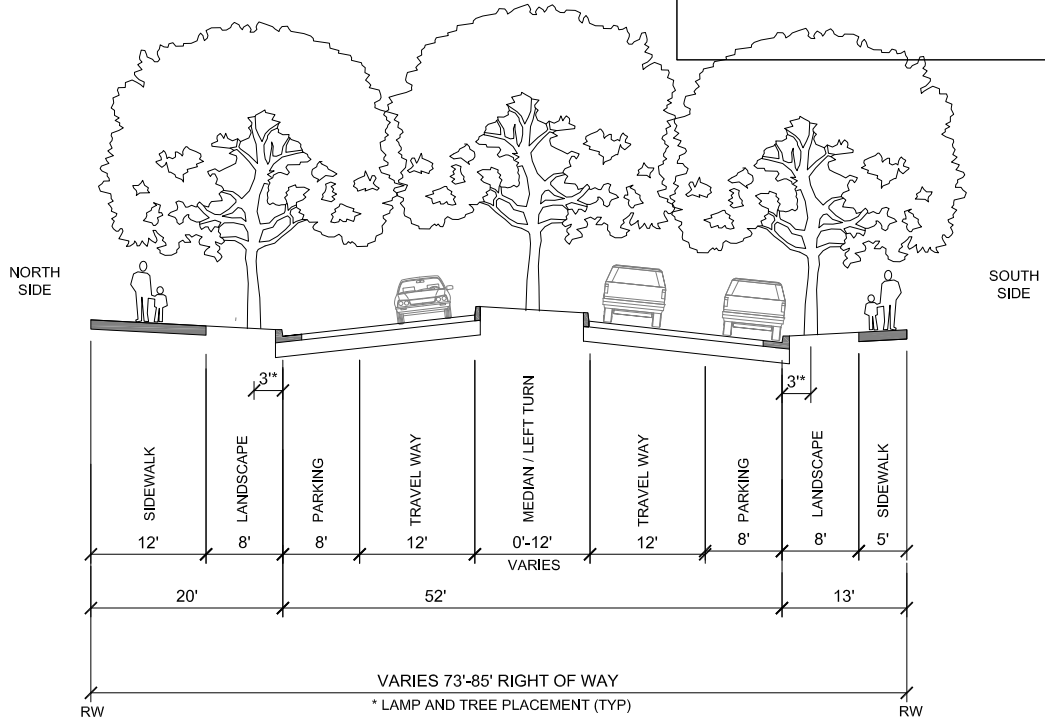 NORTH
SIDE
SOUTH
SIDE
3'*
3'*
SIDEWALK
LANDSCAPE
PARKING
TRAVEL WAY
MEDIAN / LEFT TURN
TRAVEL WAY
PARKING
LANDSCAPE
SIDEWALK
12'
8'
8'
12'
0'-12'
12'
8'
8'
5'
VARIES
20'
52'
13'
VARIES 73'-85' RIGHT OF WAY
RW
* LAMP AND TREE PLACEMENT (TYP)
RW